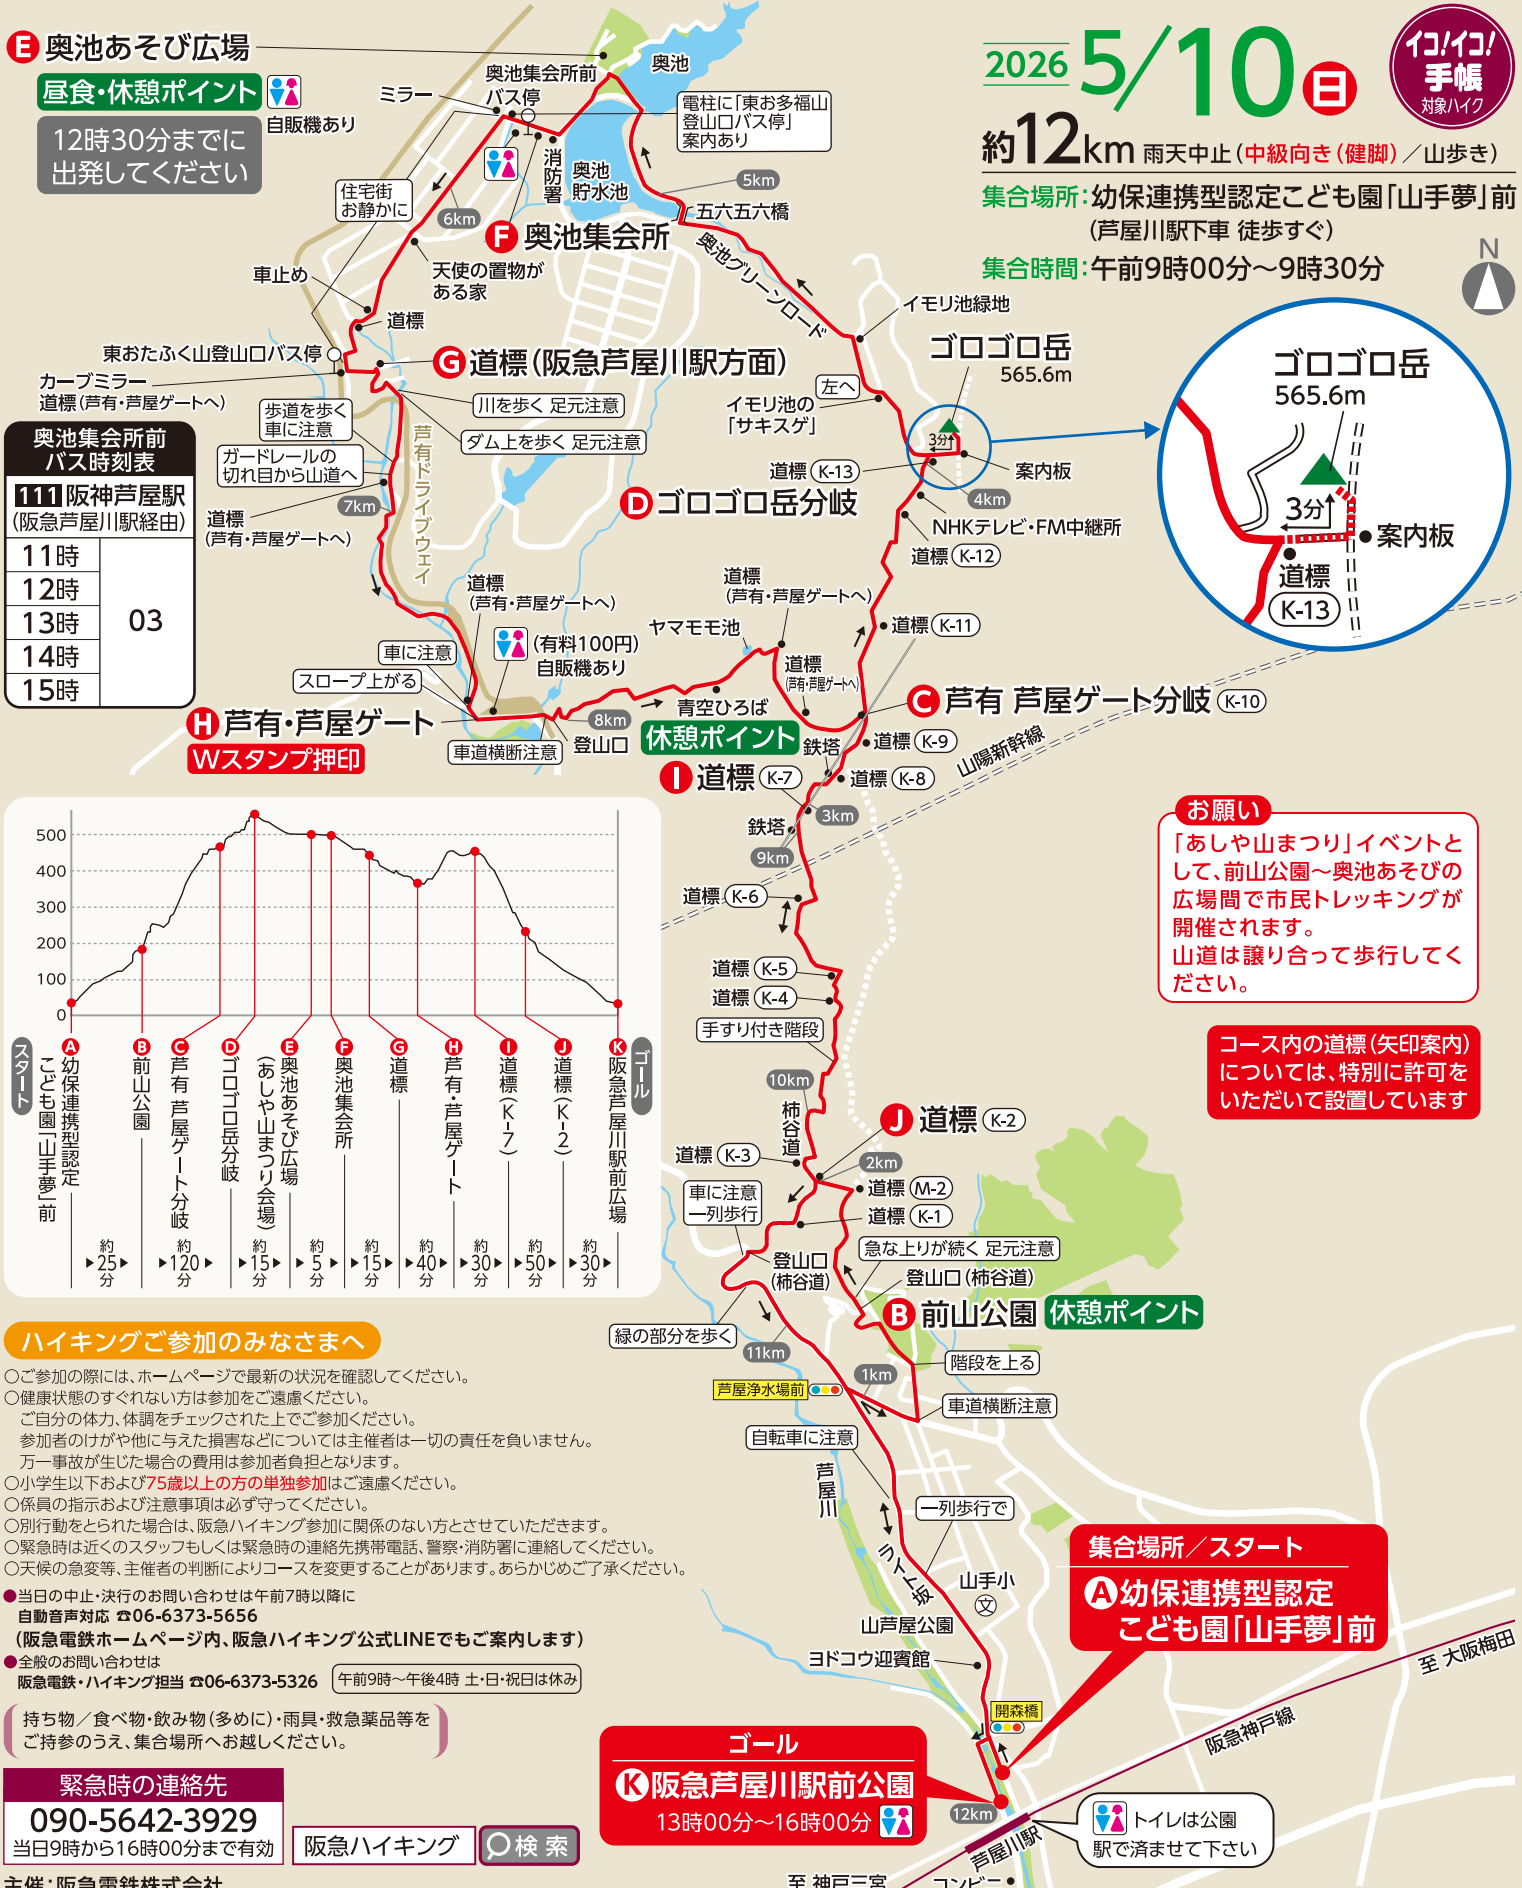 E 奥池あそび広場
昼食・休憩ポイント
自販機あり
12時30分までに
出発してください
2026 5/10 日
イコ!イコ!
手帳
対象ハイク
約12km 雨天中止(中級向き(健脚)/山歩き)
集合場所:幼保連携型認定こども園「山手夢」前
(芦屋川駅下車 徒歩すぐ)
集合時間:午前9時00分〜9時30分
N
奥池
奥池集会所前
バス停
ミラー
電柱に「東お多福山
登山口バス停」
案内あり
消防署
奥池
貯水池
住宅街
お静かに
5km
6km
五六五六橋
F 奥池集会所
奥池グリーンロード
天使の置物が
ある家
車止め
道標
イモリ池緑地
ゴロゴロ岳
565.6m
東おたふく山登山口バス停
G 道標(阪急芦屋川駅方面)
カーブミラー
道標(芦有・芦屋ゲートへ)
左へ
イモリ池の
「サキスゲ」
川を歩く 足元注意
歩道を歩く
車に注意
ダム上を歩く 足元注意
芦有ドライブウェイ
ガードレールの
切れ目から山道へ
3分
道標 K-13
案内板
4km
D ゴロゴロ岳分岐
7km
道標
(芦有・芦屋ゲートへ)
NHKテレビ・FM中継所
道標 K-12
ゴロゴロ岳
565.6m
3分
案内板
道標
K-13
奥池集会所前
バス時刻表
111 阪神芦屋駅
(阪急芦屋川駅経由)
11時
12時
13時
14時
15時
03
道標
(芦有・芦屋ゲートへ)
道標
(芦有・芦屋ゲートへ)
ヤマモモ池
道標 K-11
(有料100円)
自販機あり
車に注意
スロープ上がる
道標
(芦有・芦屋ゲートへ)
青空ひろば
H 芦有・芦屋ゲート
Wスタンプ押印
8km
車道横断注意
登山口
休憩ポイント
C 芦有 芦屋ゲート分岐 K-10
鉄塔
道標 K-9
山陽新幹線
I 道標 K-7
道標 K-8
3km
鉄塔
9km
道標 K-6
道標 K-5
道標 K-4
手すり付き階段
10km
柿谷道
J 道標 K-2
道標 K-3
2km
車に注意
一列歩行
道標 M-2
道標 K-1
急な上りが続く 足元注意
登山口
(柿谷道)
登山口(柿谷道)
B 前山公園 休憩ポイント
緑の部分を歩く
11km
階段を上る
1km
芦屋浄水場前
車道横断注意
自転車に注意
芦屋川
一列歩行で
ライト坂
山手小
文
山芦屋公園
ヨドコウ迎賓館
開森橋
お願い
「あしや山まつり」イベントと
して、前山公園〜奥池あそびの
広場間で市民トレッキングが
開催されます。
山道は譲り合って歩行してく
ださい。
コース内の道標(矢印案内)
については、特別に許可を
いただいて設置しています
集合場所/スタート
A 幼保連携型認定
こども園「山手夢」前
至 大阪梅田
阪急神戸線
ゴール
K 阪急芦屋川駅前公園
13時00分〜16時00分
12km
芦屋川駅
トイレは公園
駅で済ませて下さい
至 神戸三宮
コンビニ
500
400
300
200
100
0
スタート
A 幼保連携型認定
こども園「山手夢」前
B 前山公園
C 芦有 芦屋ゲート分岐
D ゴロゴロ岳分岐
E 奥池あそび広場
(あしや山まつり会場)
F 奥池集会所
G 道標
H 芦有・芦屋ゲート
I 道標(K-7)
J 道標(K-2)
K 阪急芦屋川駅前広場
ゴール
約25分
約120分
約15分
約5分
約15分
約40分
約30分
約50分
約30分
ハイキングご参加のみなさまへ
○ご参加の際には、ホームページで最新の状況を確認してください。
○健康状態のすぐれない方は参加をご遠慮ください。
ご自分の体力、体調をチェックされた上でご参加ください。
参加者のけがや他に与えた損害などについては主催者は一切の責任を負いません。
万一事故が生じた場合の費用は参加者負担となります。
○小学生以下および75歳以上の方の単独参加はご遠慮ください。
○係員の指示および注意事項は必ず守ってください。
○別行動をとられた場合は、阪急ハイキング参加に関係のない方とさせていただきます。
○緊急時は近くのスタッフもしくは緊急時の連絡先携帯電話、警察・消防署に連絡してください。
○天候の急変等、主催者の判断によりコースを変更することがあります。あらかじめご了承ください。
●当日の中止・決行のお問い合わせは午前7時以降に
自動音声対応 ☎06-6373-5656
(阪急電鉄ホームページ内、阪急ハイキング公式LINEでもご案内します)
●全般のお問い合わせは
阪急電鉄・ハイキング担当 ☎06-6373-5326 午前9時〜午後4時 土・日・祝日は休み
持ち物/食べ物・飲み物(多めに)・雨具・救急薬品等を
ご持参のうえ、集合場所へお越しください。
緊急時の連絡先
090-5642-3929
当日9時から16時00分まで有効
阪急ハイキング 検索
主催:阪急電鉄株式会社